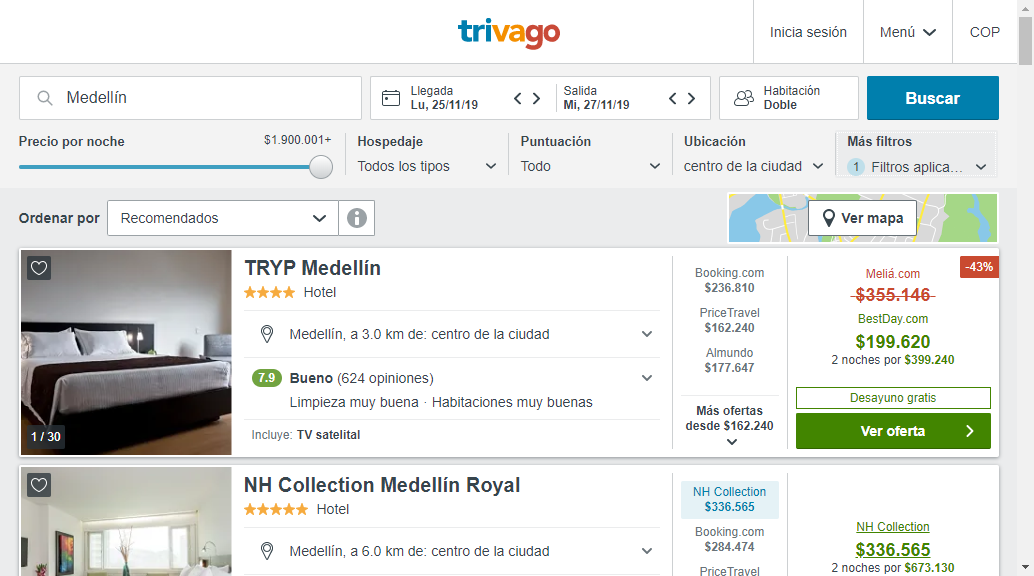 trivago
Inicia sesión
Menú
COP
Medellín
Llegada
Lu, 25/11/19
Salida
Mi, 27/11/19
Habitación
Doble
Buscar
Precio por noche
$1.900.001+
Hospedaje
Todos los tipos
Puntuación
Todo
Ubicación
centro de la ciudad
Más filtros
1 Filtros aplica...
Ordenar por
Recomendados
Ver mapa
TRYP Medellín
Hotel
Medellín, a 3.0 km de: centro de la ciudad
7.9 Bueno (624 opiniones)
Limpieza muy buena · Habitaciones muy buenas
Incluye: TV satelital
1 / 30
Booking.com
$236.810
PriceTravel
$162.240
Almundo
$177.647
Más ofertas
desde $162.240
-43%
Meliá.com
$355.146
BestDay.com
$199.620
2 noches por $399.240
Desayuno gratis
Ver oferta
NH Collection Medellín Royal
Hotel
Medellín, a 6.0 km de: centro de la ciudad
NH Collection
$336.565
Booking.com
$284.474
PriceTravel
NH Collection
$336.565
2 noches por $673.130